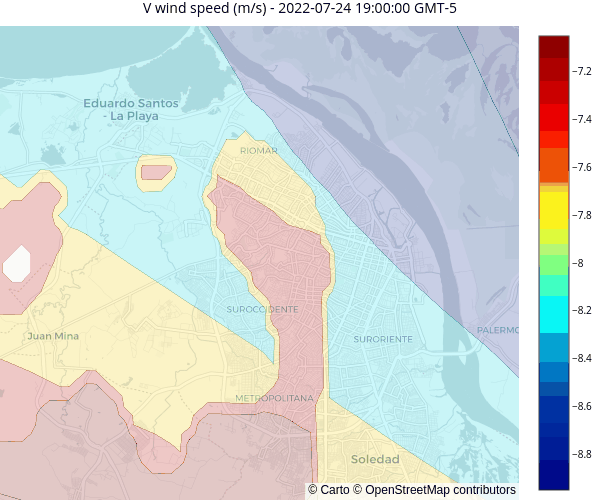 V wind speed (m/s) - 2022-07-24 19:00:00 GMT-5
Eduardo Santos
- La Playa
RIOMAR
SUROCCIDENTE
SURORIENTE
PALERMO
Juan Mina
METROPOLITANA
Soledad
−7.2
−7.4
−7.6
−7.8
−8
−8.2
−8.4
−8.6
−8.8
© Carto © OpenStreetMap contributors